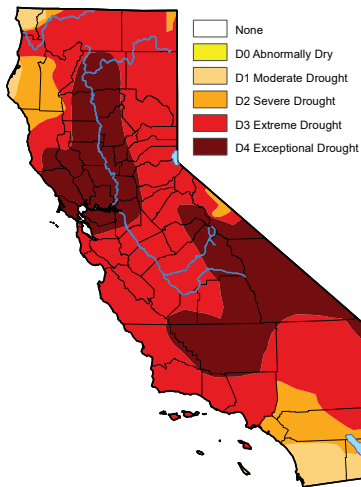 None
D0 Abnormally Dry
D1 Moderate Drought
D2 Severe Drought
D3 Extreme Drought
D4 Exceptional Drought